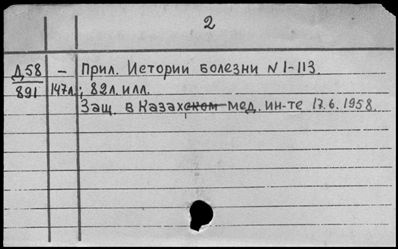 2
Д58 – Прил. Истории болезни N 1-113.
891 147л.; 82л. илл.
Защ. в Казахском мед. ин-те 17.6.1958.